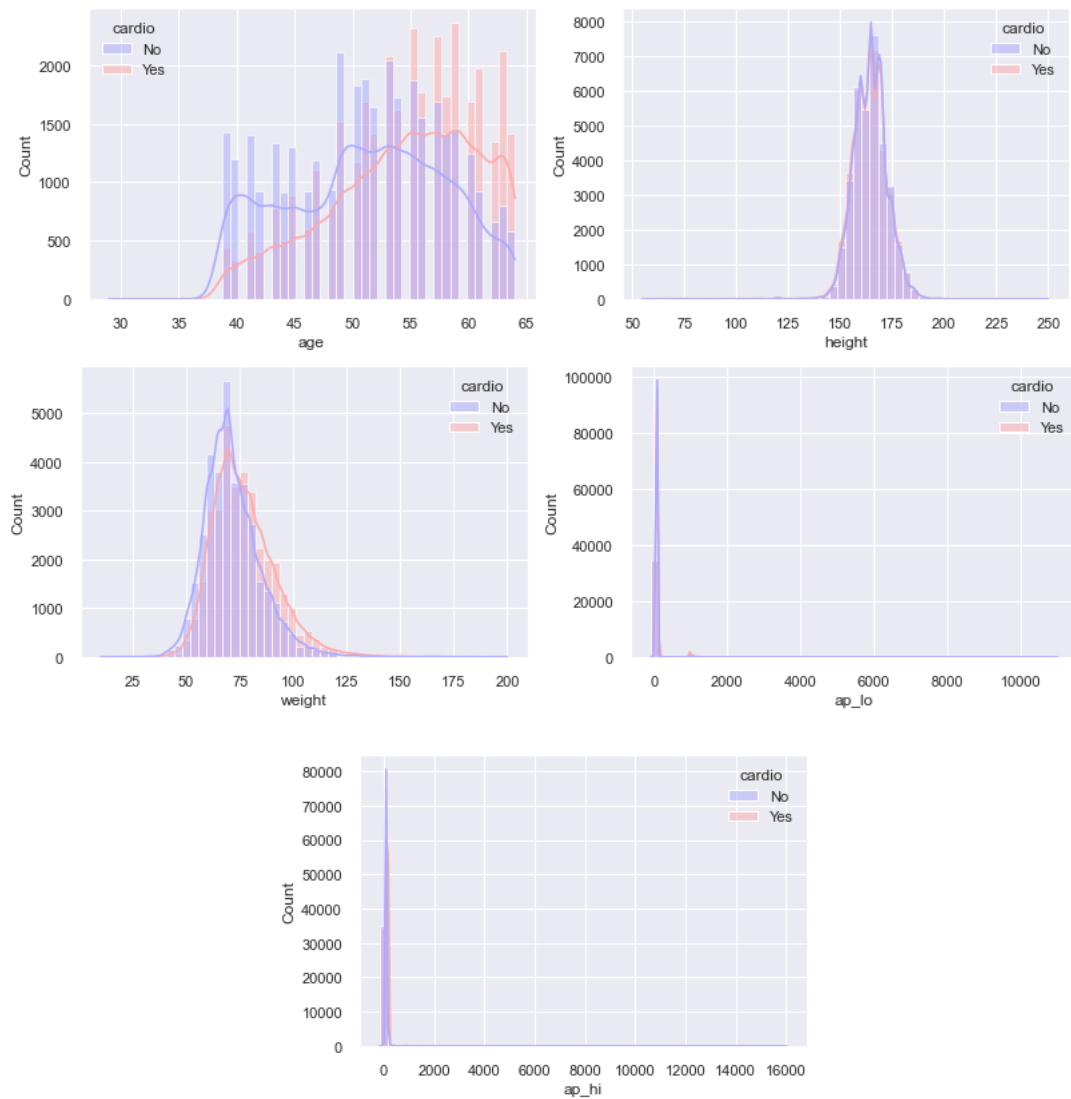 cardio
No
Yes
Count
2000
1500
1000
500
0
30 35 40 45 50 55 60 65
age
cardio
No
Yes
Count
8000
7000
6000
5000
4000
3000
2000
1000
0
50 75 100 125 150 175 200 225 250
height
cardio
No
Yes
Count
5000
4000
3000
2000
1000
0
25 50 75 100 125 150 175 200
weight
cardio
No
Yes
Count
100000
80000
60000
40000
20000
0
0 2000 4000 6000 8000 10000
ap_lo
cardio
No
Yes
Count
80000
70000
60000
50000
40000
30000
20000
10000
0
0 2000 4000 6000 8000 10000 12000 14000 16000
ap_hi